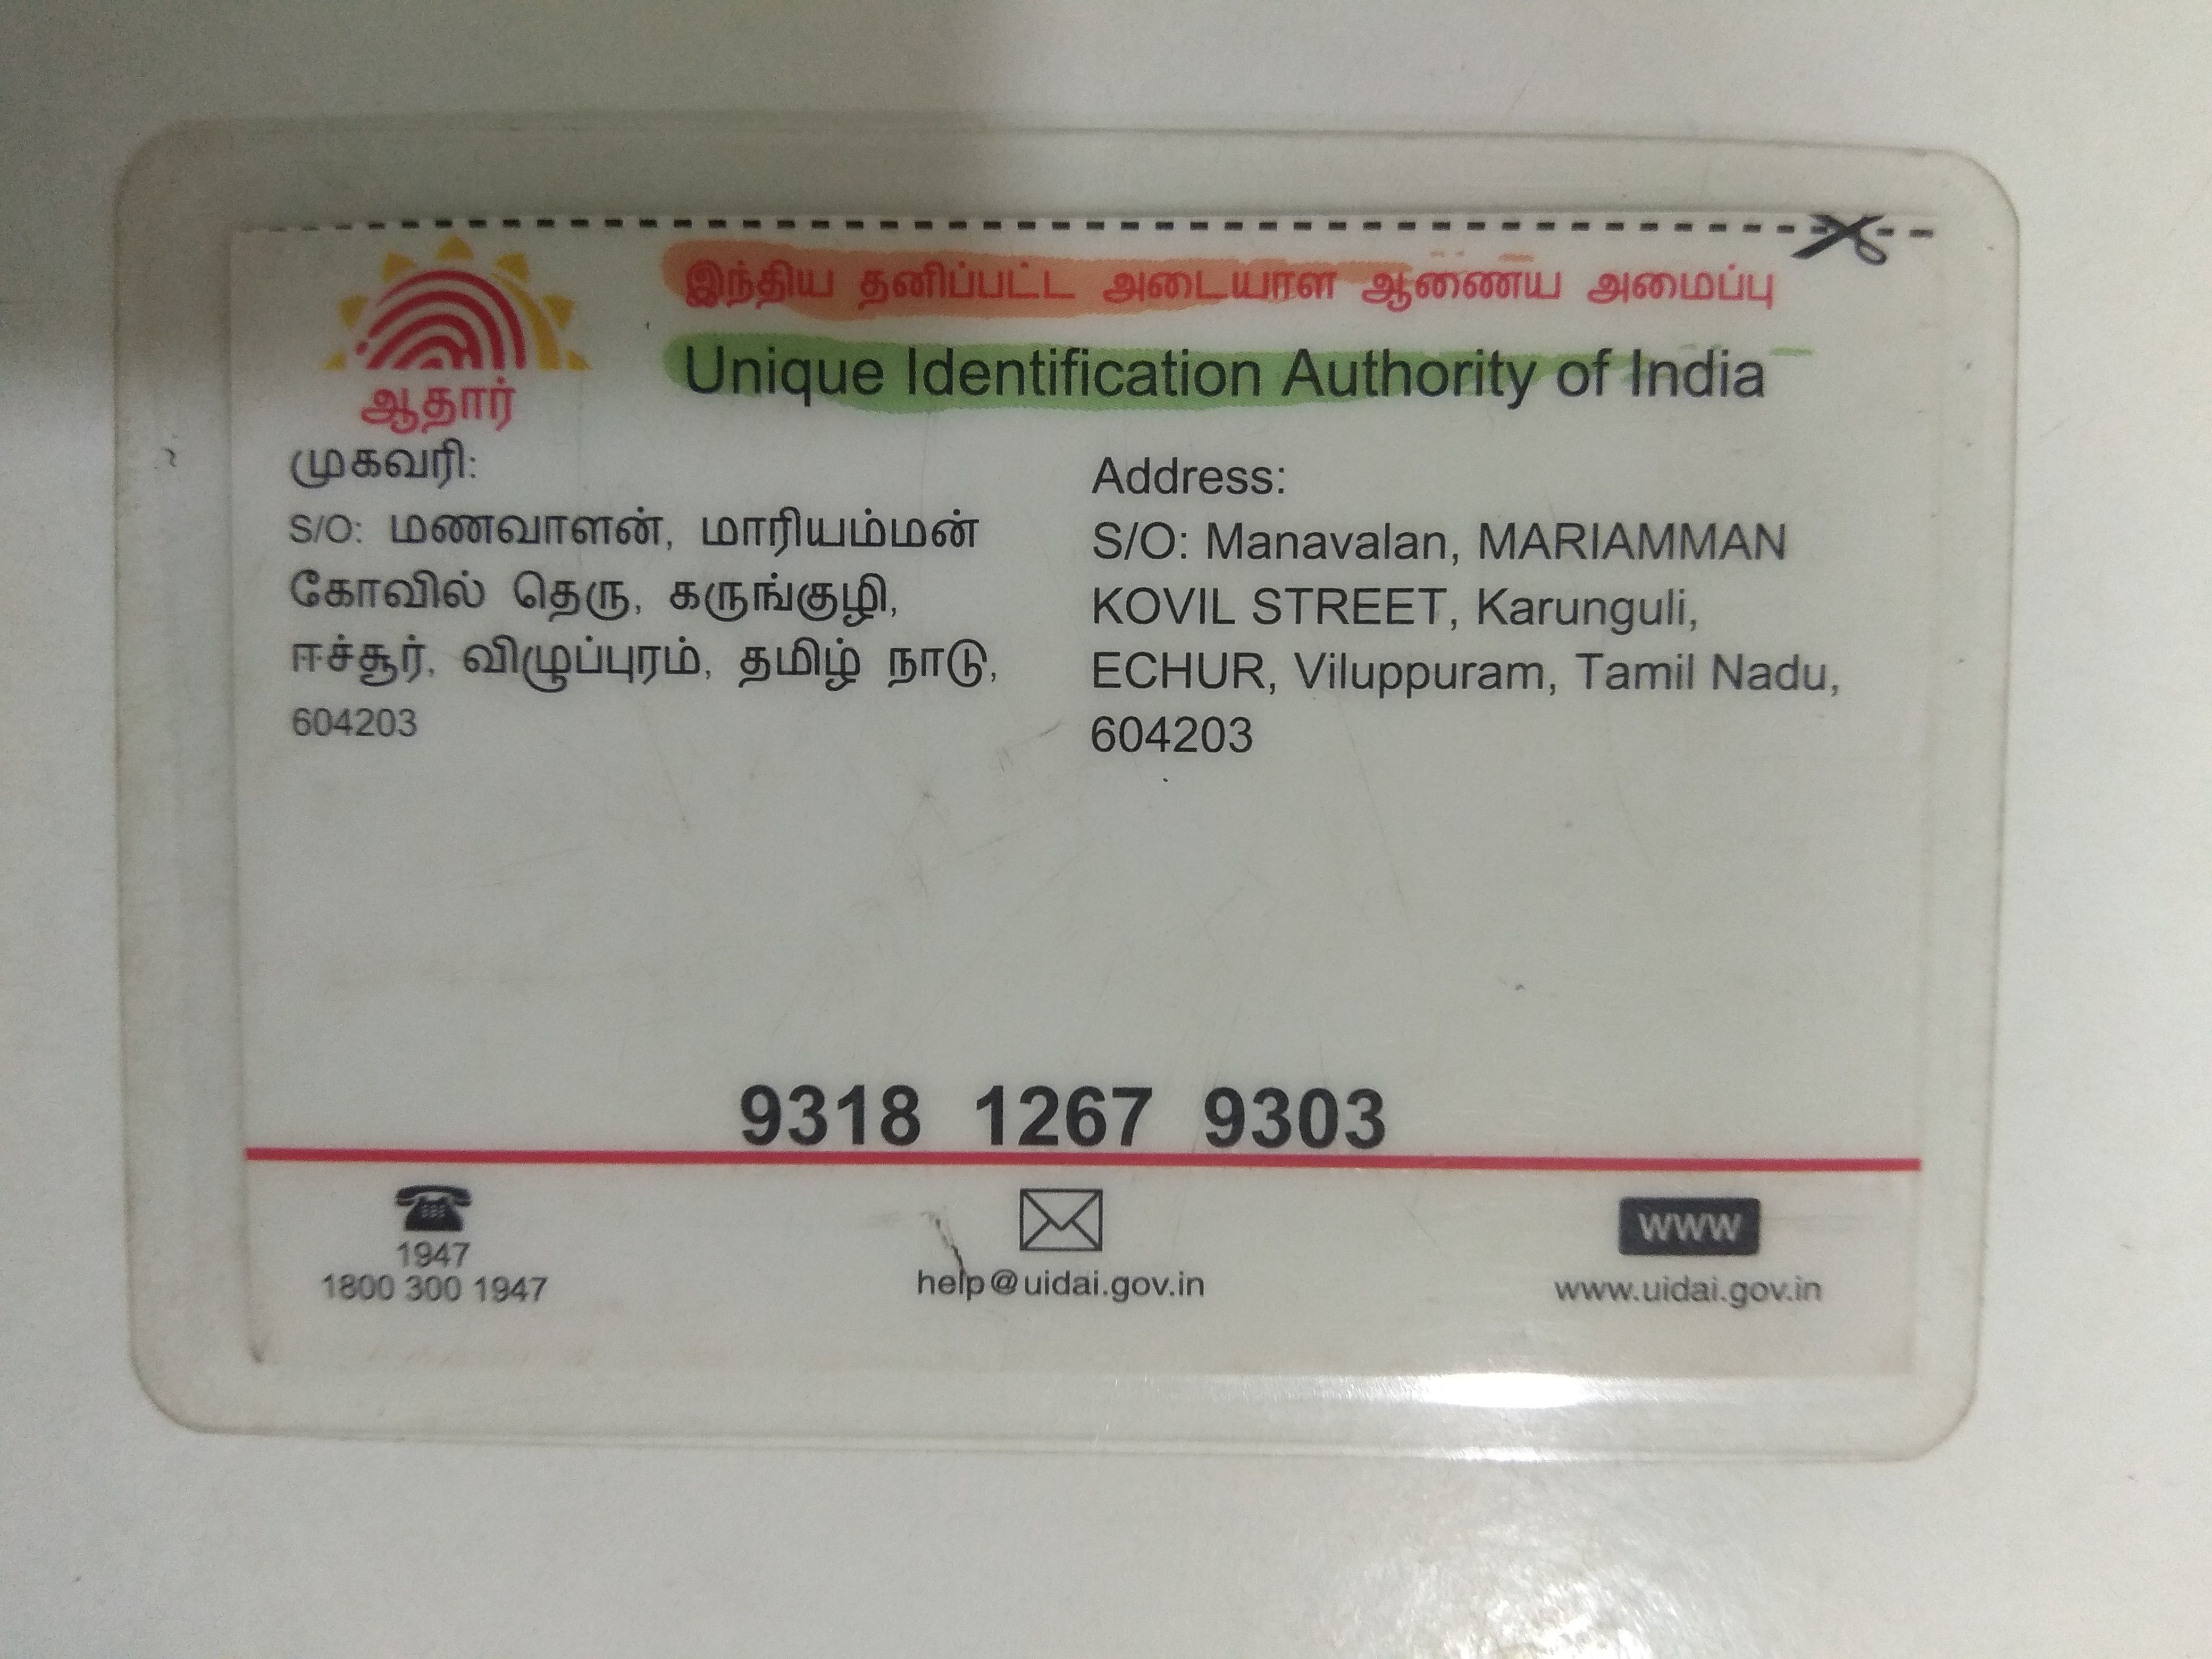 இந்திய தனிப்பட்ட அடையாள ஆணைய அமைப்பு
Unique Identification Authority of India
ஆதார்
முகவரி:
S/O: மணவாளன், மாரியம்மன்
கோவில் தெரு, கருங்குழி,
ஈச்சூர், விழுப்புரம், தமிழ் நாடு,
604203
Address:
S/O: Manavalan, MARIAMMAN
KOVIL STREET, Karunguli,
ECHUR, Viluppuram, Tamil Nadu,
604203
9318 1267 9303
1947
1800 300 1947
help@uidai.gov.in
www
www.uidai.gov.in